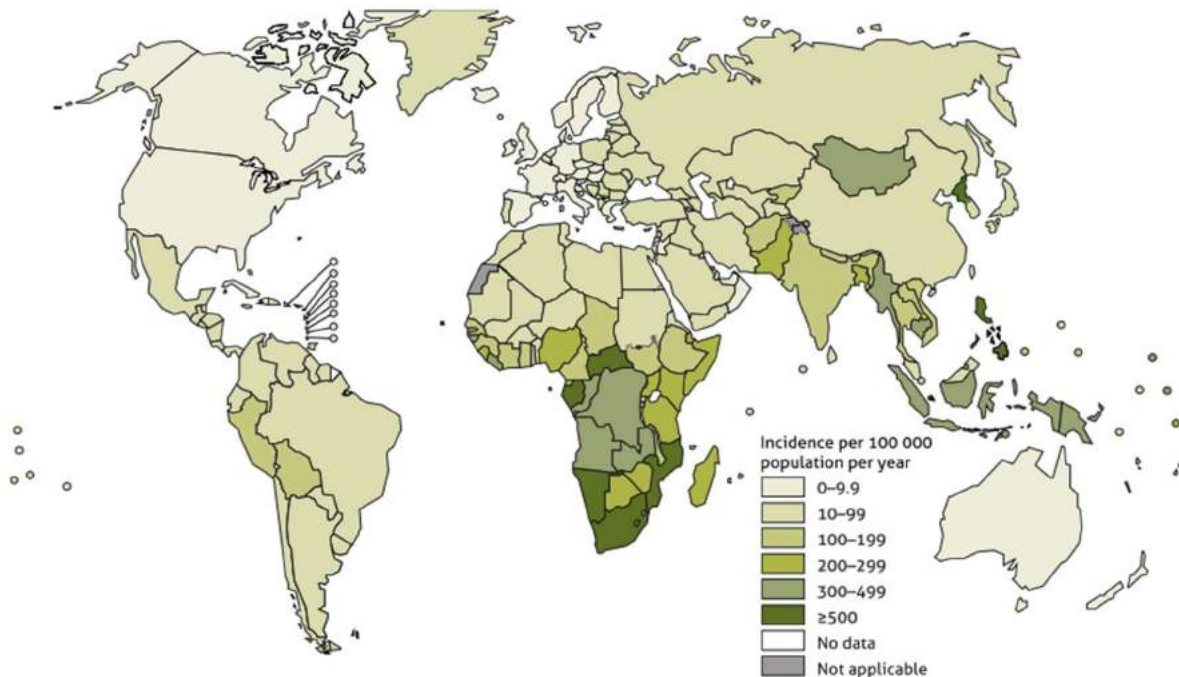 Incidence per 100 000
population per year
0–9.9
10–99
100–199
200–299
300–499
≥500
No data
Not applicable